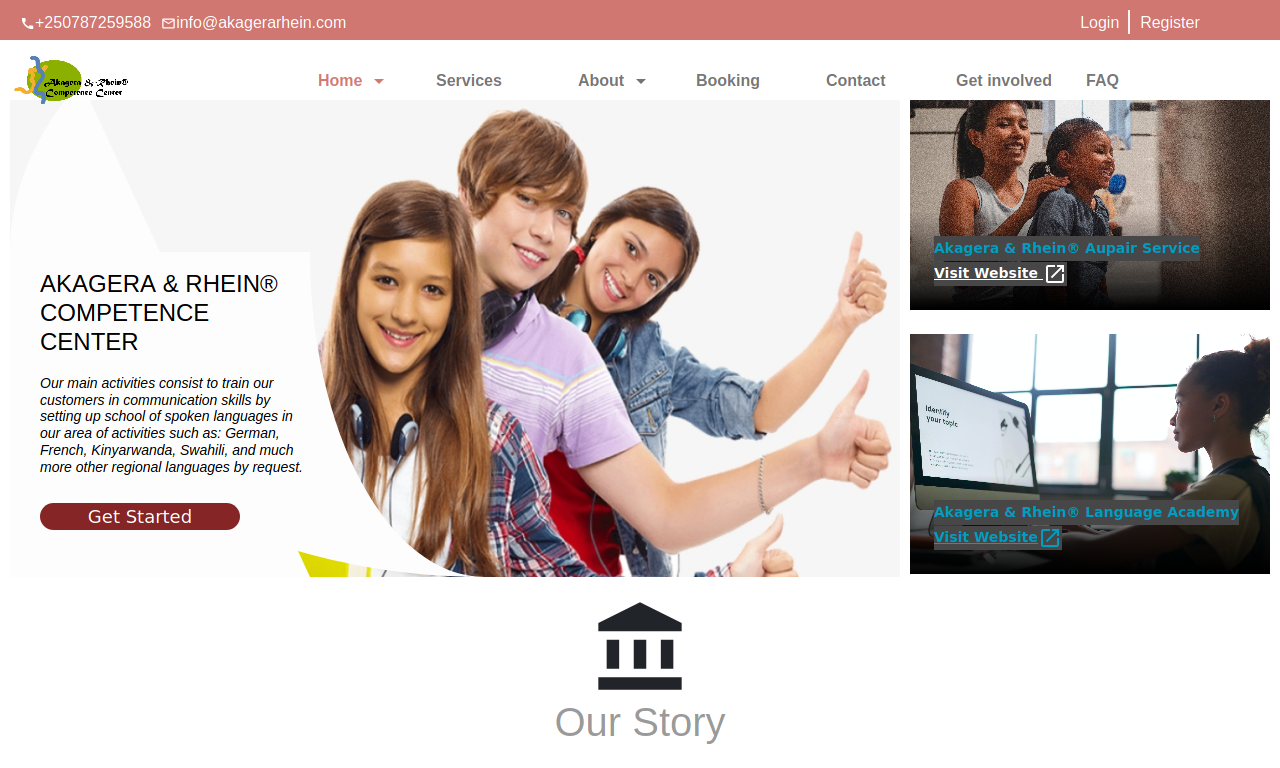 +250787259588 info@akagerarhein.com Login Register
Akagera & Rhein®
Competence Center
Home Services About Booking Contact Get involved FAQ
AKAGERA & RHEIN®
COMPETENCE
CENTER
Our main activities consist to train our
customers in communication skills by
setting up school of spoken languages in
our area of activities such as: German,
French, Kinyarwanda, Swahili, and much
more other regional languages by request.
Get Started
Akagera & Rhein® Aupair Service
Visit Website
Identify
your topic
Akagera & Rhein® Language Academy
Visit Website
Our Story